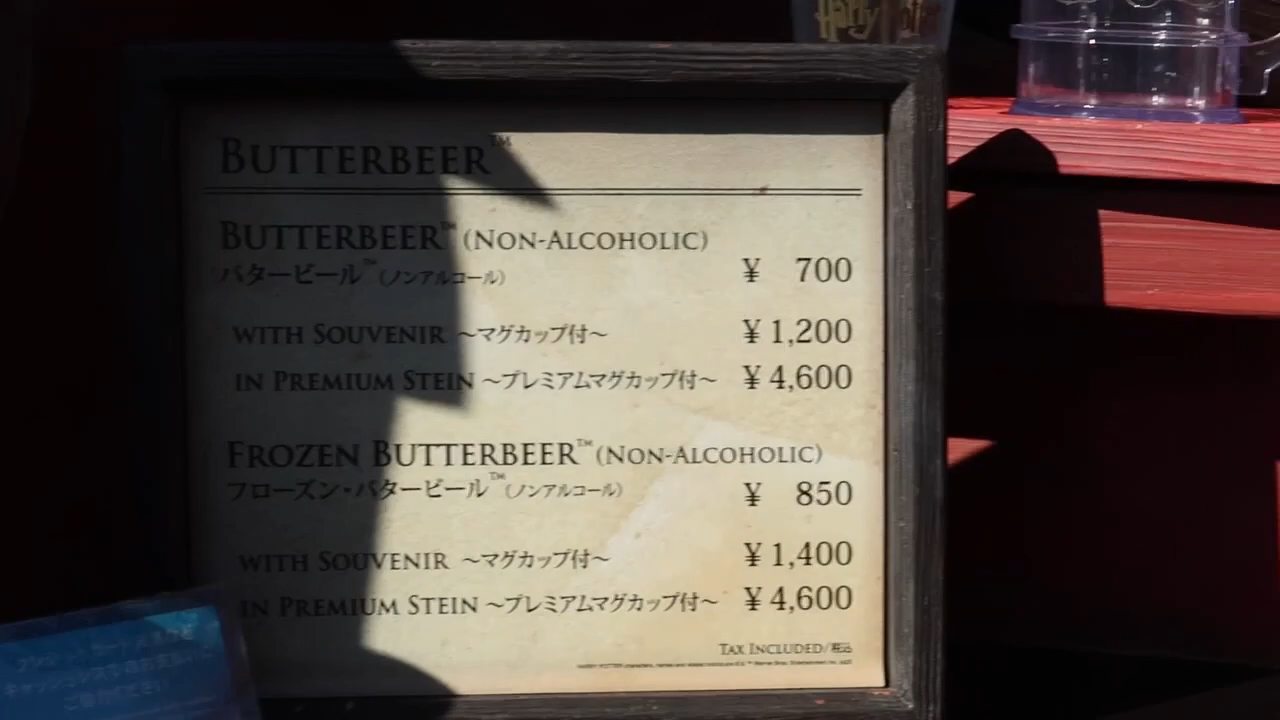 Harry
BUTTERBEER™
BUTTERBEER™ (NON-ALCOHOLIC)
バタービール™ (ノンアルコール)
¥ 700
WITH SOUVENIR ～マグカップ付～ ¥1,200
IN PREMIUM STEIN ～プレミアムマグカップ付～ ¥4,600
FROZEN BUTTERBEER™ (NON-ALCOHOLIC)
フローズン・バタービール™ (ノンアルコール)
¥ 850
WITH SOUVENIR ～マグカップ付～ ¥1,400
IN PREMIUM STEIN ～プレミアムマグカップ付～ ¥4,600
TAX INCLUDED/税込